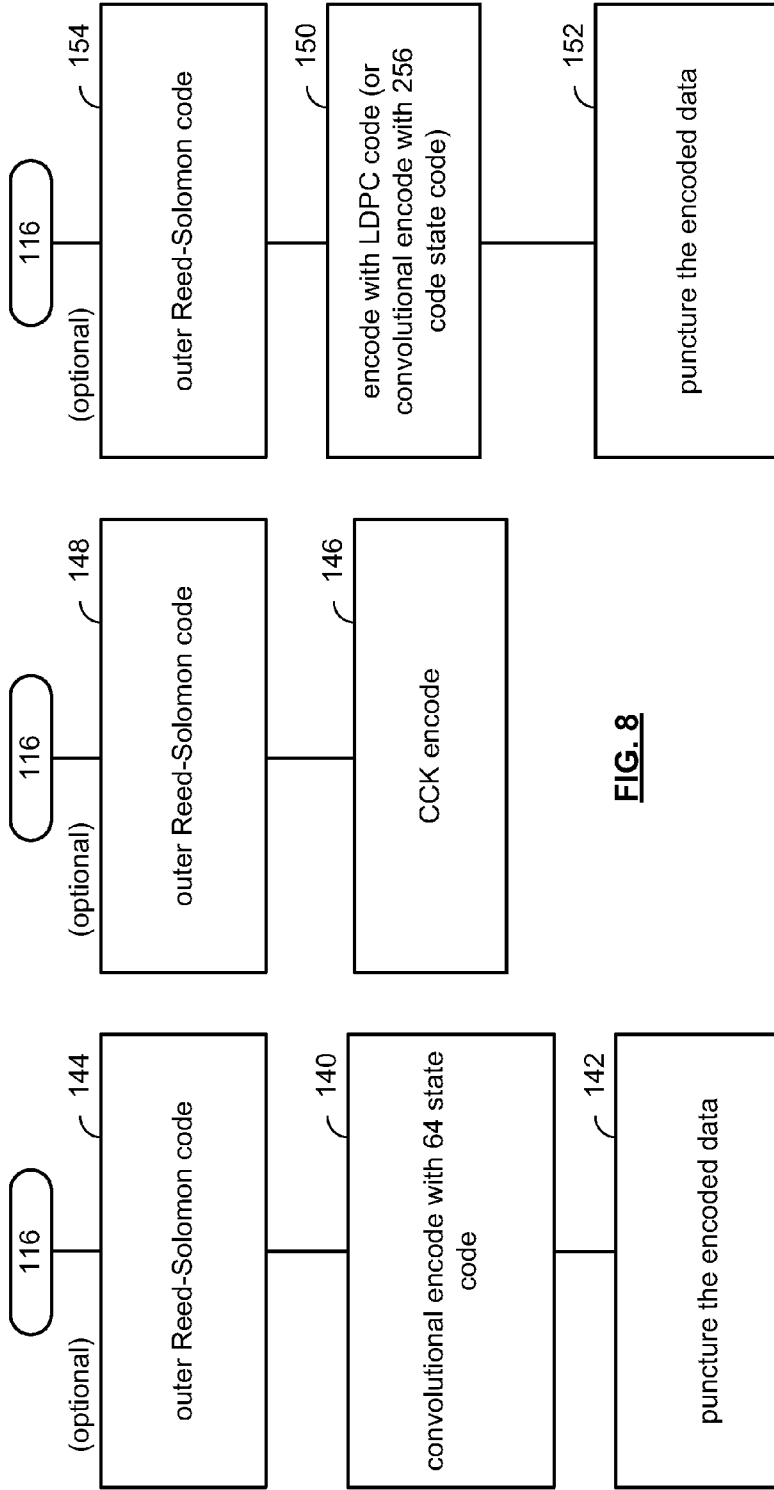 116
(optional)
144
outer Reed-Solomon code
140
convolutional encode with 64 state
code
142
puncture the encoded data
116
(optional)
148
outer Reed-Solomon code
146
CCK encode
116
(optional)
154
outer Reed-Solomon code
150
encode with LDPC code (or
convolutional encode with 256
code state code)
152
puncture the encoded data
FIG. 8